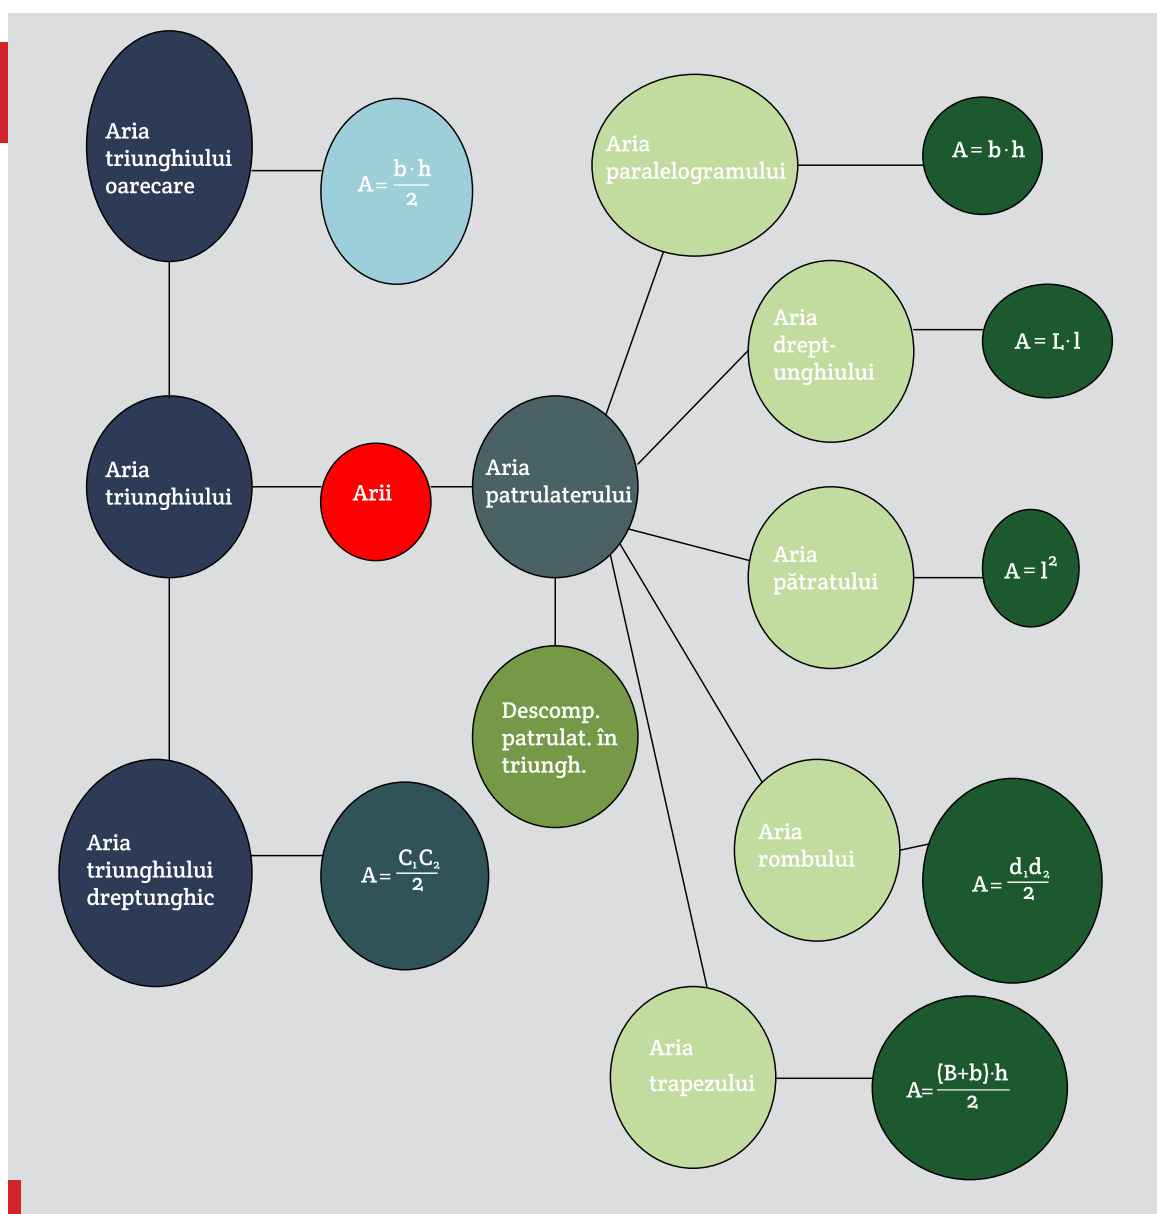 Aria
triunghiului
oarecare
A = b · h / 2
Aria
triunghiului
Arii
Aria
triunghiului
dreptunghic
A = C₁C₂ / 2
Aria
patrulaterului
Descomp.
patrulat. în
triungh.
Aria
paralelogramului
A = b · h
Aria
drept-
unghiului
A = L · l
Aria
pătratului
A = l²
Aria
rombului
A = d₁d₂ / 2
Aria
trapezului
A = (B+b)·h / 2